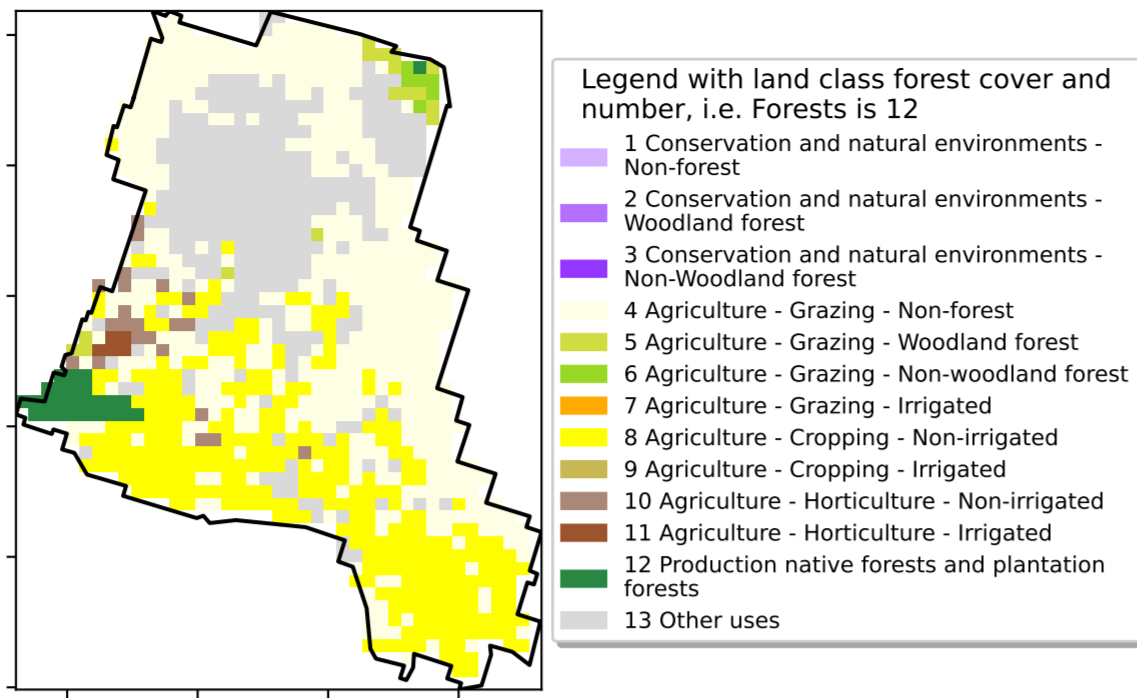 Legend with land class forest cover and
number, i.e. Forests is 12
1 Conservation and natural environments -
Non-forest
2 Conservation and natural environments -
Woodland forest
3 Conservation and natural environments -
Non-Woodland forest
4 Agriculture - Grazing - Non-forest
5 Agriculture - Grazing - Woodland forest
6 Agriculture - Grazing - Non-woodland forest
7 Agriculture - Grazing - Irrigated
8 Agriculture - Cropping - Non-irrigated
9 Agriculture - Cropping - Irrigated
10 Agriculture - Horticulture - Non-irrigated
11 Agriculture - Horticulture - Irrigated
12 Production native forests and plantation
forests
13 Other uses